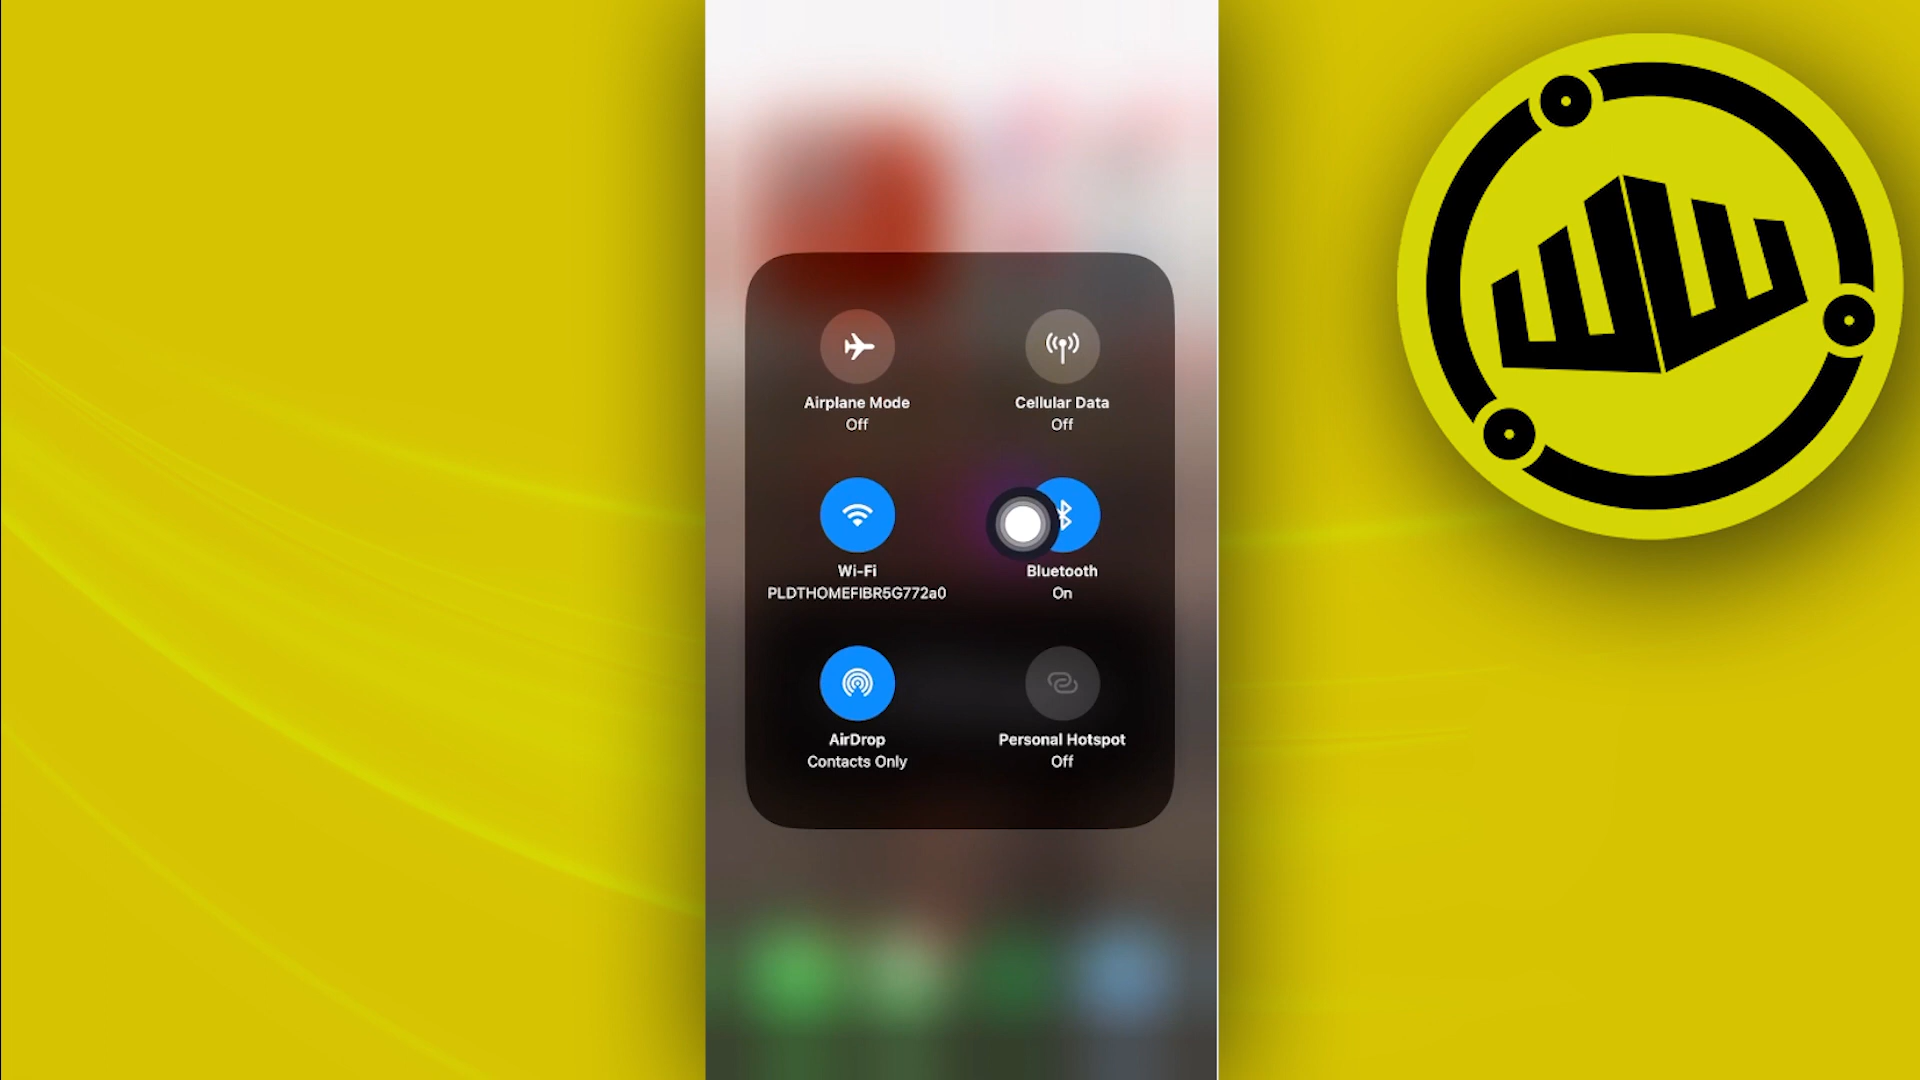 Airplane Mode
Off
Cellular Data
Off
Wi-Fi
PLDTHOMEFIBR5G772a0
Bluetooth
On
AirDrop
Contacts Only
Personal Hotspot
Off